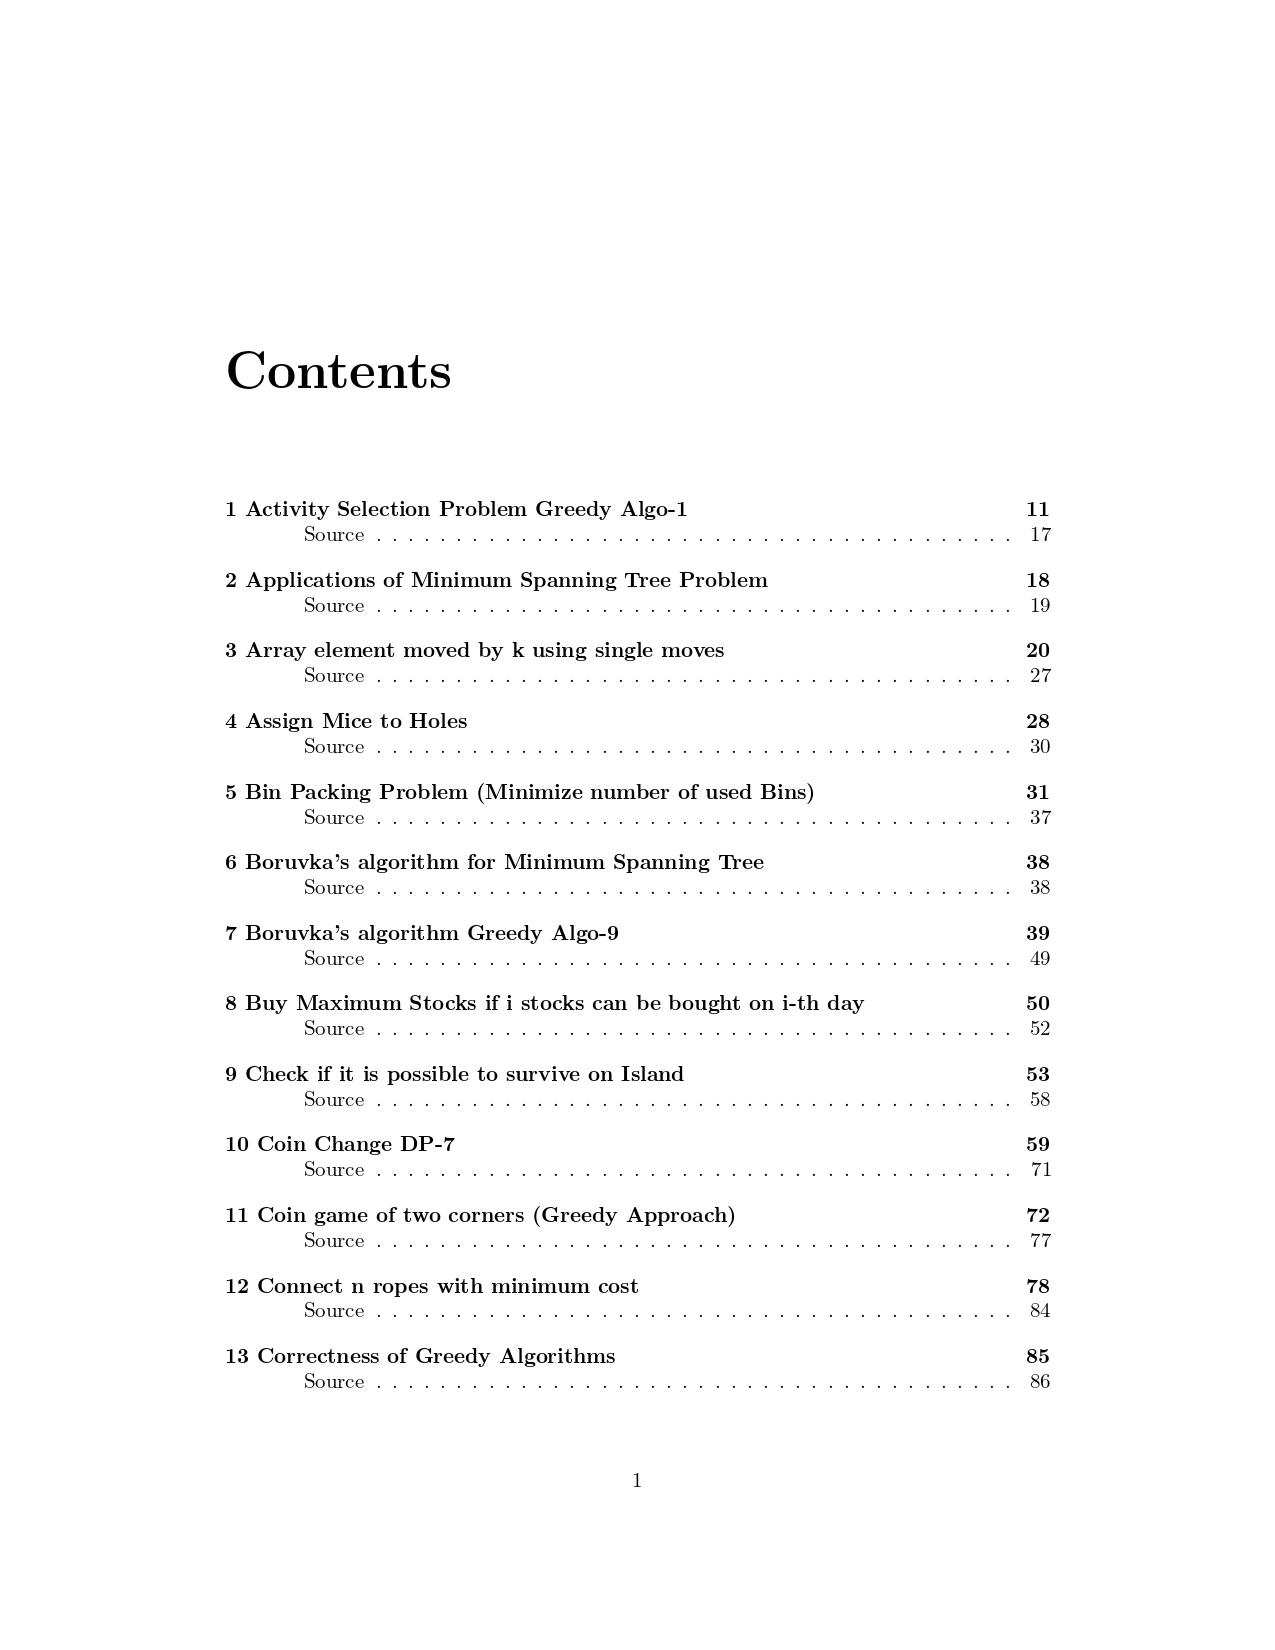 Contents
1 Activity Selection Problem Greedy Algo-1 11
Source . . . . . . . . . . . . . . . . . . . . . . . . . . . . . . . . . . . . . . . . 17
2 Applications of Minimum Spanning Tree Problem 18
Source . . . . . . . . . . . . . . . . . . . . . . . . . . . . . . . . . . . . . . . . 19
3 Array element moved by k using single moves 20
Source . . . . . . . . . . . . . . . . . . . . . . . . . . . . . . . . . . . . . . . . 27
4 Assign Mice to Holes 28
Source . . . . . . . . . . . . . . . . . . . . . . . . . . . . . . . . . . . . . . . . 30
5 Bin Packing Problem (Minimize number of used Bins) 31
Source . . . . . . . . . . . . . . . . . . . . . . . . . . . . . . . . . . . . . . . . 37
6 Boruvka's algorithm for Minimum Spanning Tree 38
Source . . . . . . . . . . . . . . . . . . . . . . . . . . . . . . . . . . . . . . . . 38
7 Boruvka's algorithm Greedy Algo-9 39
Source . . . . . . . . . . . . . . . . . . . . . . . . . . . . . . . . . . . . . . . . 49
8 Buy Maximum Stocks if i stocks can be bought on i-th day 50
Source . . . . . . . . . . . . . . . . . . . . . . . . . . . . . . . . . . . . . . . . 52
9 Check if it is possible to survive on Island 53
Source . . . . . . . . . . . . . . . . . . . . . . . . . . . . . . . . . . . . . . . . 58
10 Coin Change DP-7 59
Source . . . . . . . . . . . . . . . . . . . . . . . . . . . . . . . . . . . . . . . . 71
11 Coin game of two corners (Greedy Approach) 72
Source . . . . . . . . . . . . . . . . . . . . . . . . . . . . . . . . . . . . . . . . 77
12 Connect n ropes with minimum cost 78
Source . . . . . . . . . . . . . . . . . . . . . . . . . . . . . . . . . . . . . . . . 84
13 Correctness of Greedy Algorithms 85
Source . . . . . . . . . . . . . . . . . . . . . . . . . . . . . . . . . . . . . . . . 86
1